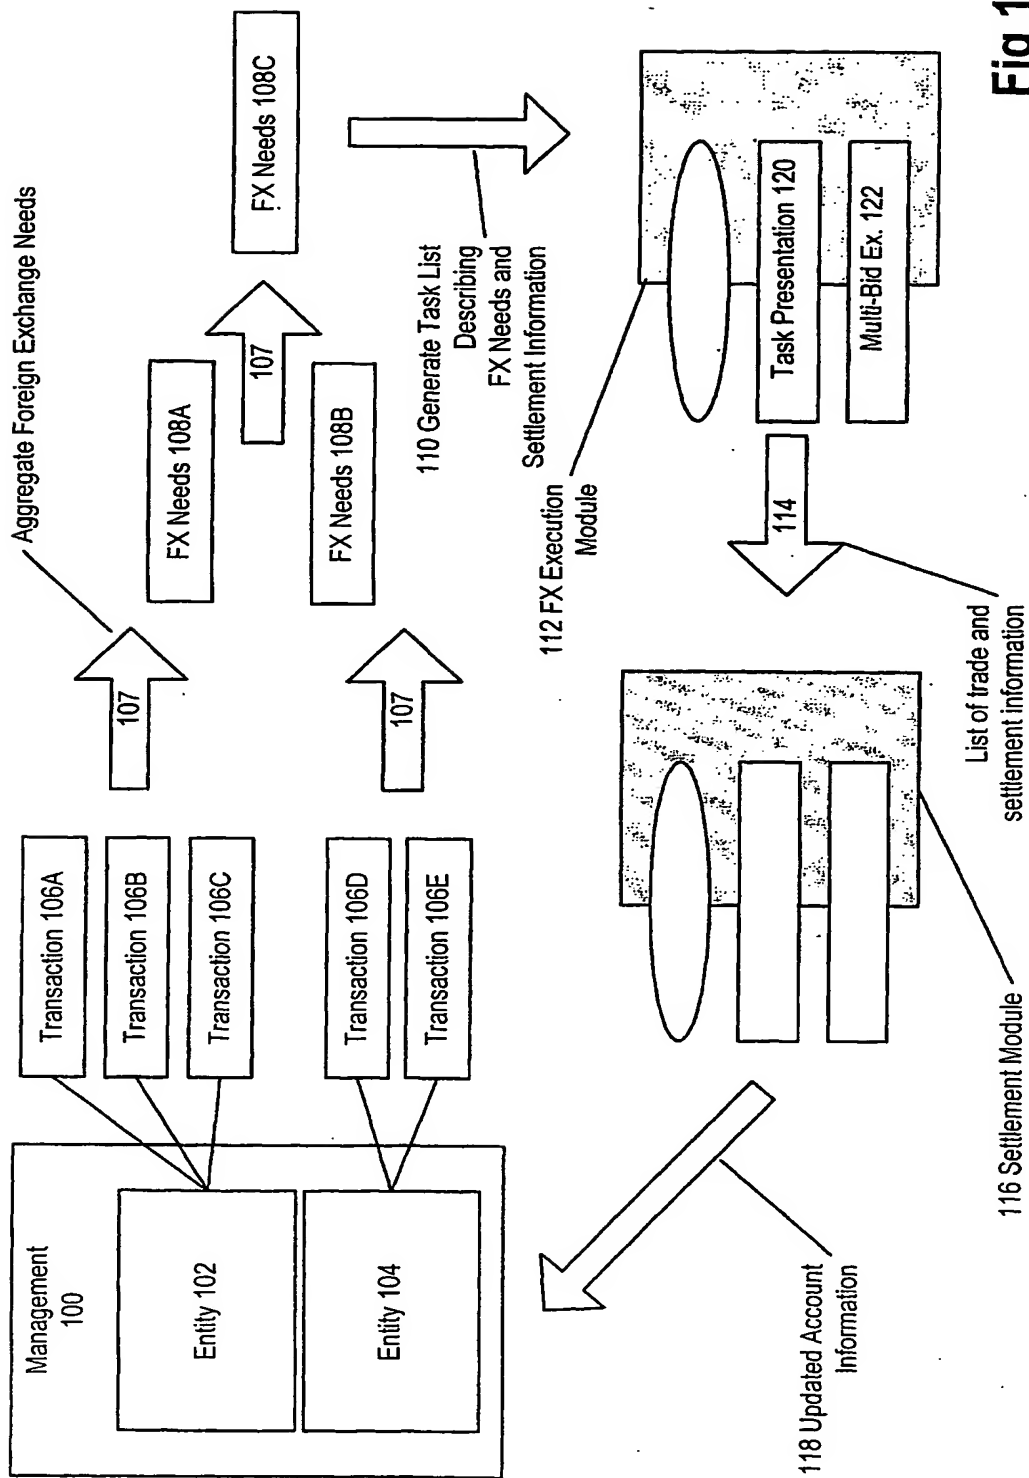 Management
100
Entity 102
Entity 104
Transaction 106A
Transaction 106B
Transaction 106C
Transaction 106D
Transaction 106E
107
107
Aggregate Foreign Exchange Needs
FX Needs 108A
FX Needs 108B
107
FX Needs 108C
110 Generate Task List
Describing
FX Needs and
Settlement Information
112 FX Execution
Module
Task Presentation 120
Multi-Bid Ex. 122
114
List of trade and
settlement information
116 Settlement Module
118 Updated Account
Information
Fig 1